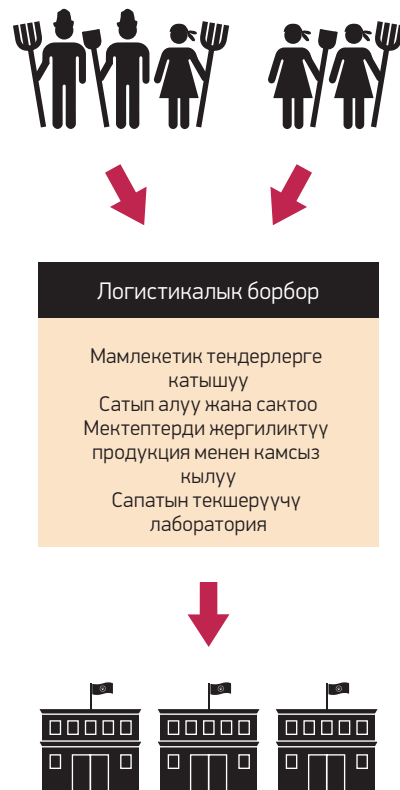 Логистикалык борбор
Мамлекетик тендерлерге
катышуу
Сатып алуу жана сактоо
Мектептерди жергиликтүү
продукция менен камсыз
кылуу
Сапатын текшерүүчү
лаборатория